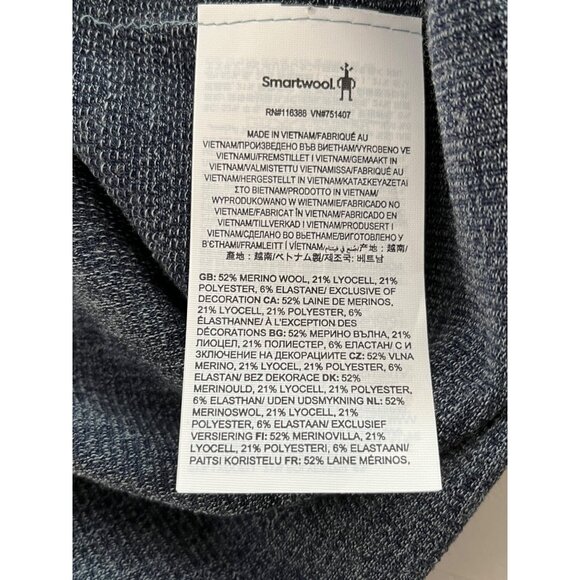 Smartwool
RN#116388 VN#751407
MADE IN VIETNAM/FABRIQUÉ AU
VIETNAM/ПРОИЗВЕДЕНО ВЪВ ВИЕТНАМ/VYROBENO VE
VIETNAMU/FREMSTILLET I VIETNAM/GEMAAKT IN
VIETNAM/VALMISTETTU VIETNAMISSA/FABRIQUÉ AU
VIETNAM/HERGESTELLT IN VIETNAM/ΚΑΤΑΣΚΕΥΑΖΕΤΑΙ
ΣΤΟ ΒΙΕΤΝΑΜ/PRODOTTO IN VIETNAM/
WYPRODUKOWANO W WIETNAMIE/FABRICADO NO
VIETNAME/FABRICAT ÎN VIETNAM/FABRICADO EN
VIETNAM/TILLVERKAD I VIETNAM/PRODUSERT I
VIETNAM/СДЕЛАНО ВО ВЬЕТНАМЕ/ВИГОТОВЛЕНО У
В'ЄТНАМІ/FRAMLEITT Í VÍETNAM/صنع في فيتنام/產地：越南/
產地：越南/ベトナム製/제조국: 베트남
GB: 52% MERINO WOOL, 21% LYOCELL, 21%
POLYESTER, 6% ELASTANE/ EXCLUSIVE OF
DECORATION CA: 52% LAINE DE MERINOS,
21% LYOCELL, 21% POLYESTER, 6%
ÉLASTHANNE/ À L'EXCEPTION DES
DÉCORATIONS BG: 52% МЕРИНО ВЪЛНА, 21%
ЛИОЦЕЛ, 21% ПОЛИЕСТЕР, 6% ЕЛАСТАН/ С И
ЗКЛЮЧЕНИЕ НА ДЕКОРАЦИИТЕ CZ: 52% VLNA
MERINO, 21% LYOCEL, 21% POLYESTER, 6%
ELASTAN/ BEZ DEKORACE DK: 52%
MERINOULD, 21% LYOCELL, 21% POLYESTER,
6% ELASTHAN/ UDEN UDSMYKNING NL: 52%
MERINOSWOL, 21% LYOCELL, 21%
POLYESTER, 6% ELASTAAN/ EXCLUSIEF
VERSIERING FI: 52% MERINOVILLA, 21%
LYOCELL, 21% POLYESTERI, 6% ELASTAANI/
PAITSI KORISTELU FR: 52% LAINE MÉRINOS,